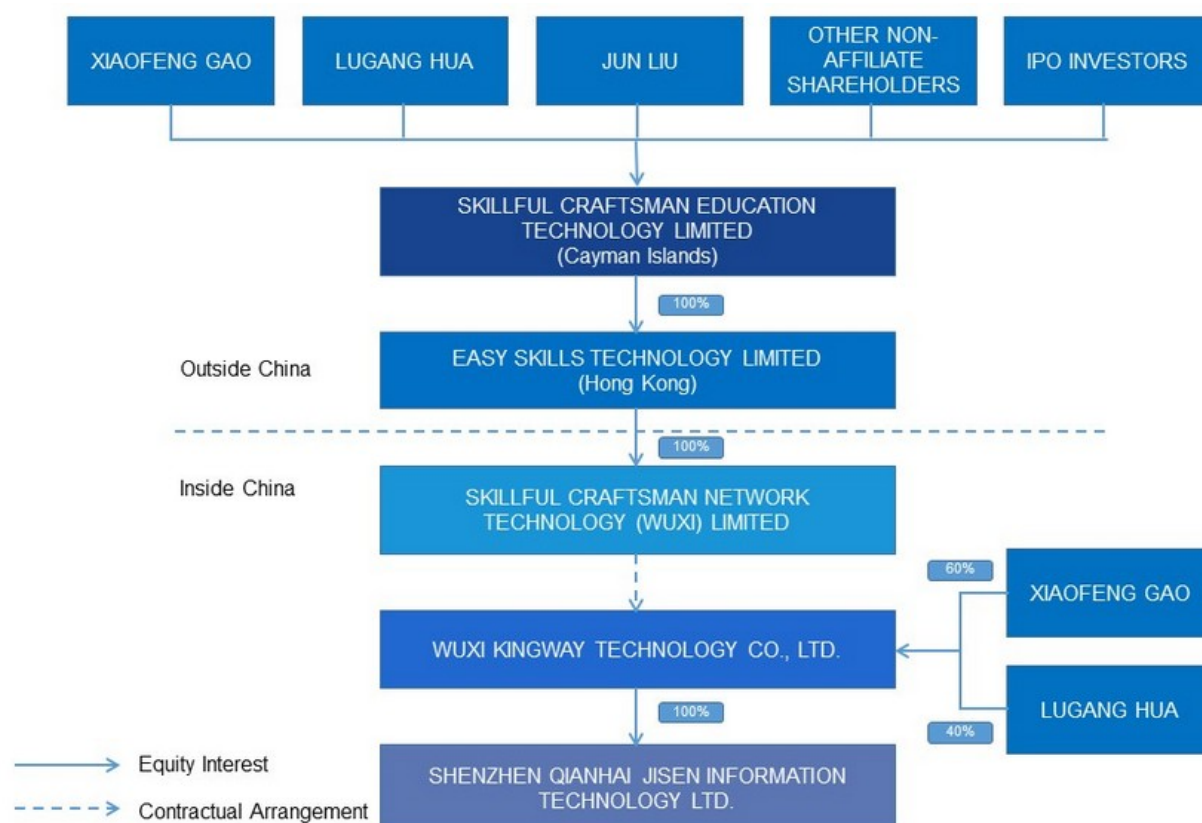 XIAOFENG GAO
LUGANG HUA
JUN LIU
OTHER NON-
AFFILIATE
SHAREHOLDERS
IPO INVESTORS
SKILLFUL CRAFTSMAN EDUCATION
TECHNOLOGY LIMITED
(Cayman Islands)
100%
EASY SKILLS TECHNOLOGY LIMITED
(Hong Kong)
Outside China
100%
Inside China
SKILLFUL CRAFTSMAN NETWORK
TECHNOLOGY (WUXI) LIMITED
60%
XIAOFENG GAO
WUXI KINGWAY TECHNOLOGY CO., LTD.
100%
40%
LUGANG HUA
Equity Interest
SHENZHEN QIANHAI JISEN INFORMATION
TECHNOLOGY LTD.
Contractual Arrangement